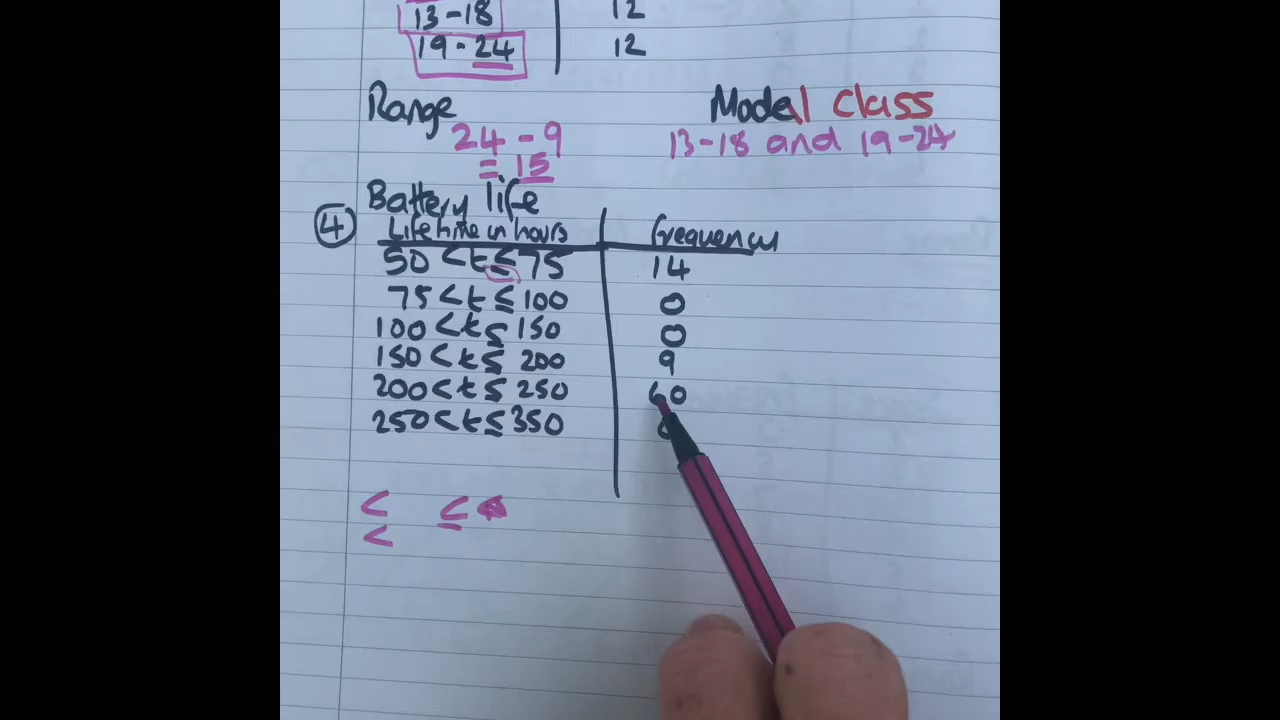 13-18 12
19-24 12
Range Modal Class
24-9 13-18 and 19-24
=15
Battery life
4 Lifetime in hours frequency
50<t≤75 14
75<t≤100 0
100<t≤150 0
150<t≤200 9
200<t≤250 60
250<t≤350
< ≤
<